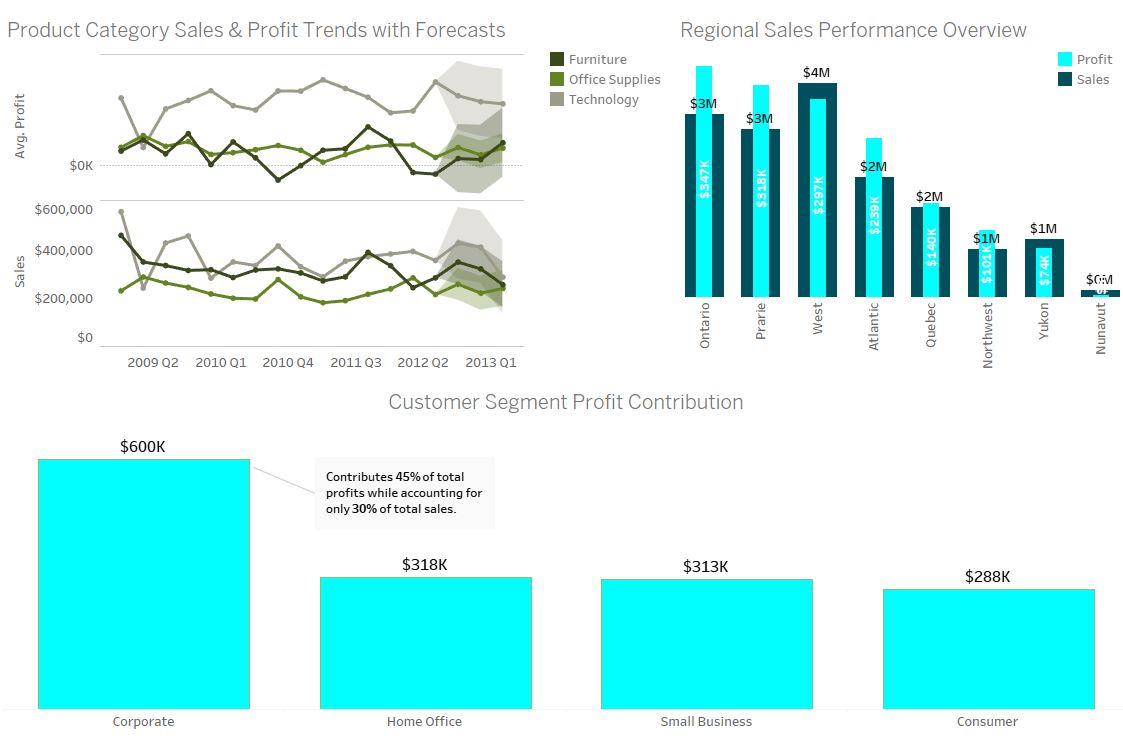 Product Category Sales & Profit Trends with Forecasts
Avg. Profit
$0K
Sales
$600,000
$400,000
$200,000
$0
2009 Q2
2010 Q1
2010 Q4
2011 Q3
2012 Q2
2013 Q1
Furniture
Office Supplies
Technology
Regional Sales Performance Overview
Profit
Sales
$3M
$3M
$4M
$2M
$2M
$1M
$1M
$0M
$347K
$318K
$297K
$239K
$140K
$101K
$74K
Ontario
Prarie
West
Atlantic
Quebec
Northwest
Yukon
Nunavut
Customer Segment Profit Contribution
$600K
Contributes 45% of total
profits while accounting for
only 30% of total sales.
$318K
$313K
$288K
Corporate
Home Office
Small Business
Consumer